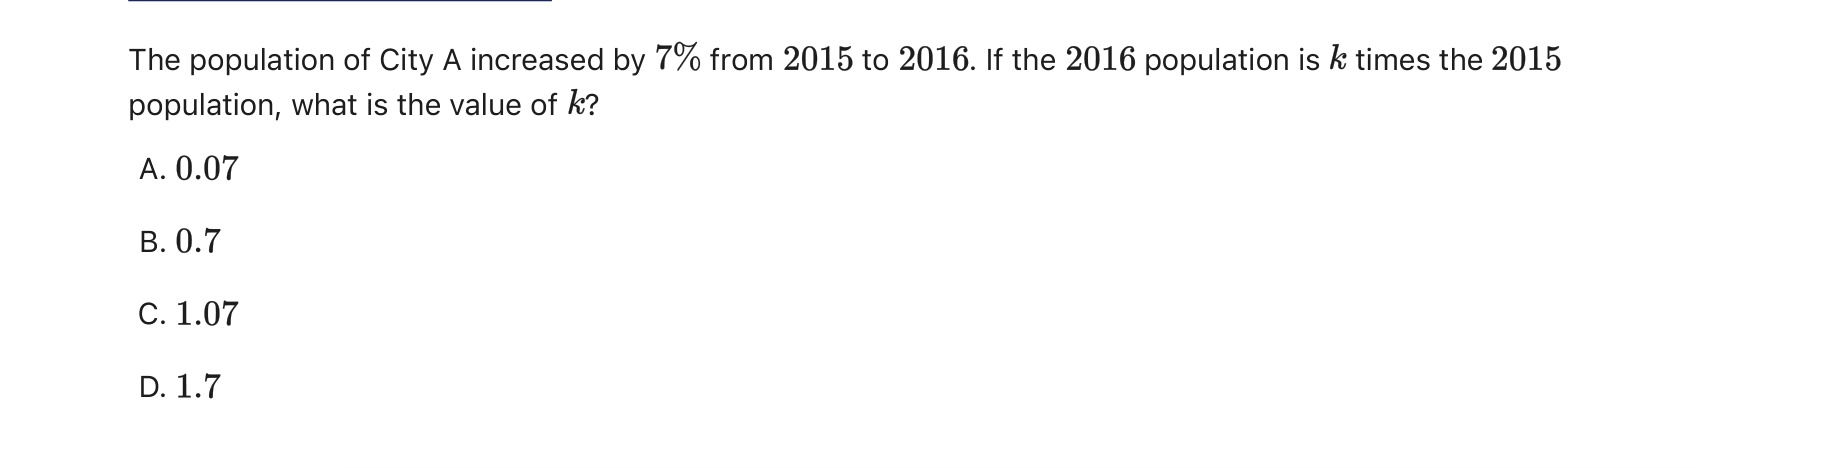 The population of City A increased by 7% from 2015 to 2016. If the 2016 population is k times the 2015
population, what is the value of k?
A. 0.07
B. 0.7
C. 1.07
D. 1.7